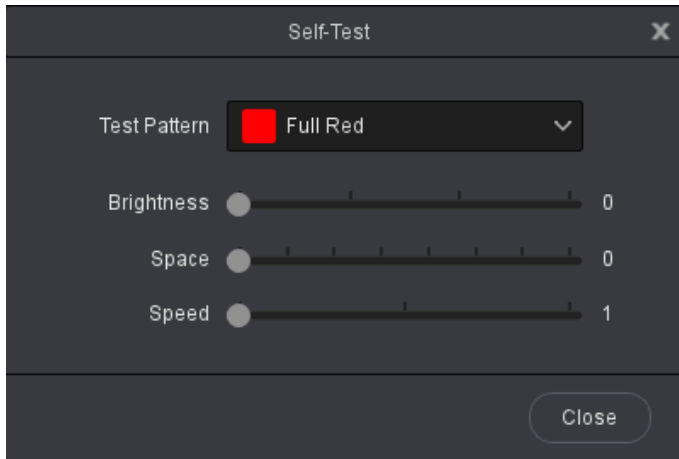 Self-Test
Test Pattern Full Red
Brightness 0
Space 0
Speed 1
Close